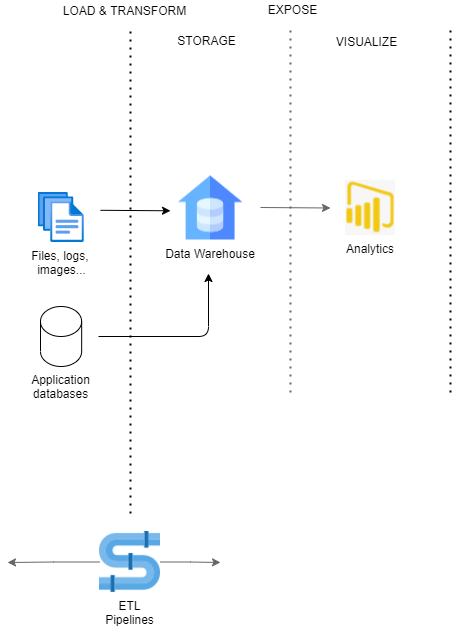 LOAD & TRANSFORM
EXPOSE
STORAGE
VISUALIZE
Files, logs,
images...
Data Warehouse
Analytics
Application
databases
ETL
Pipelines